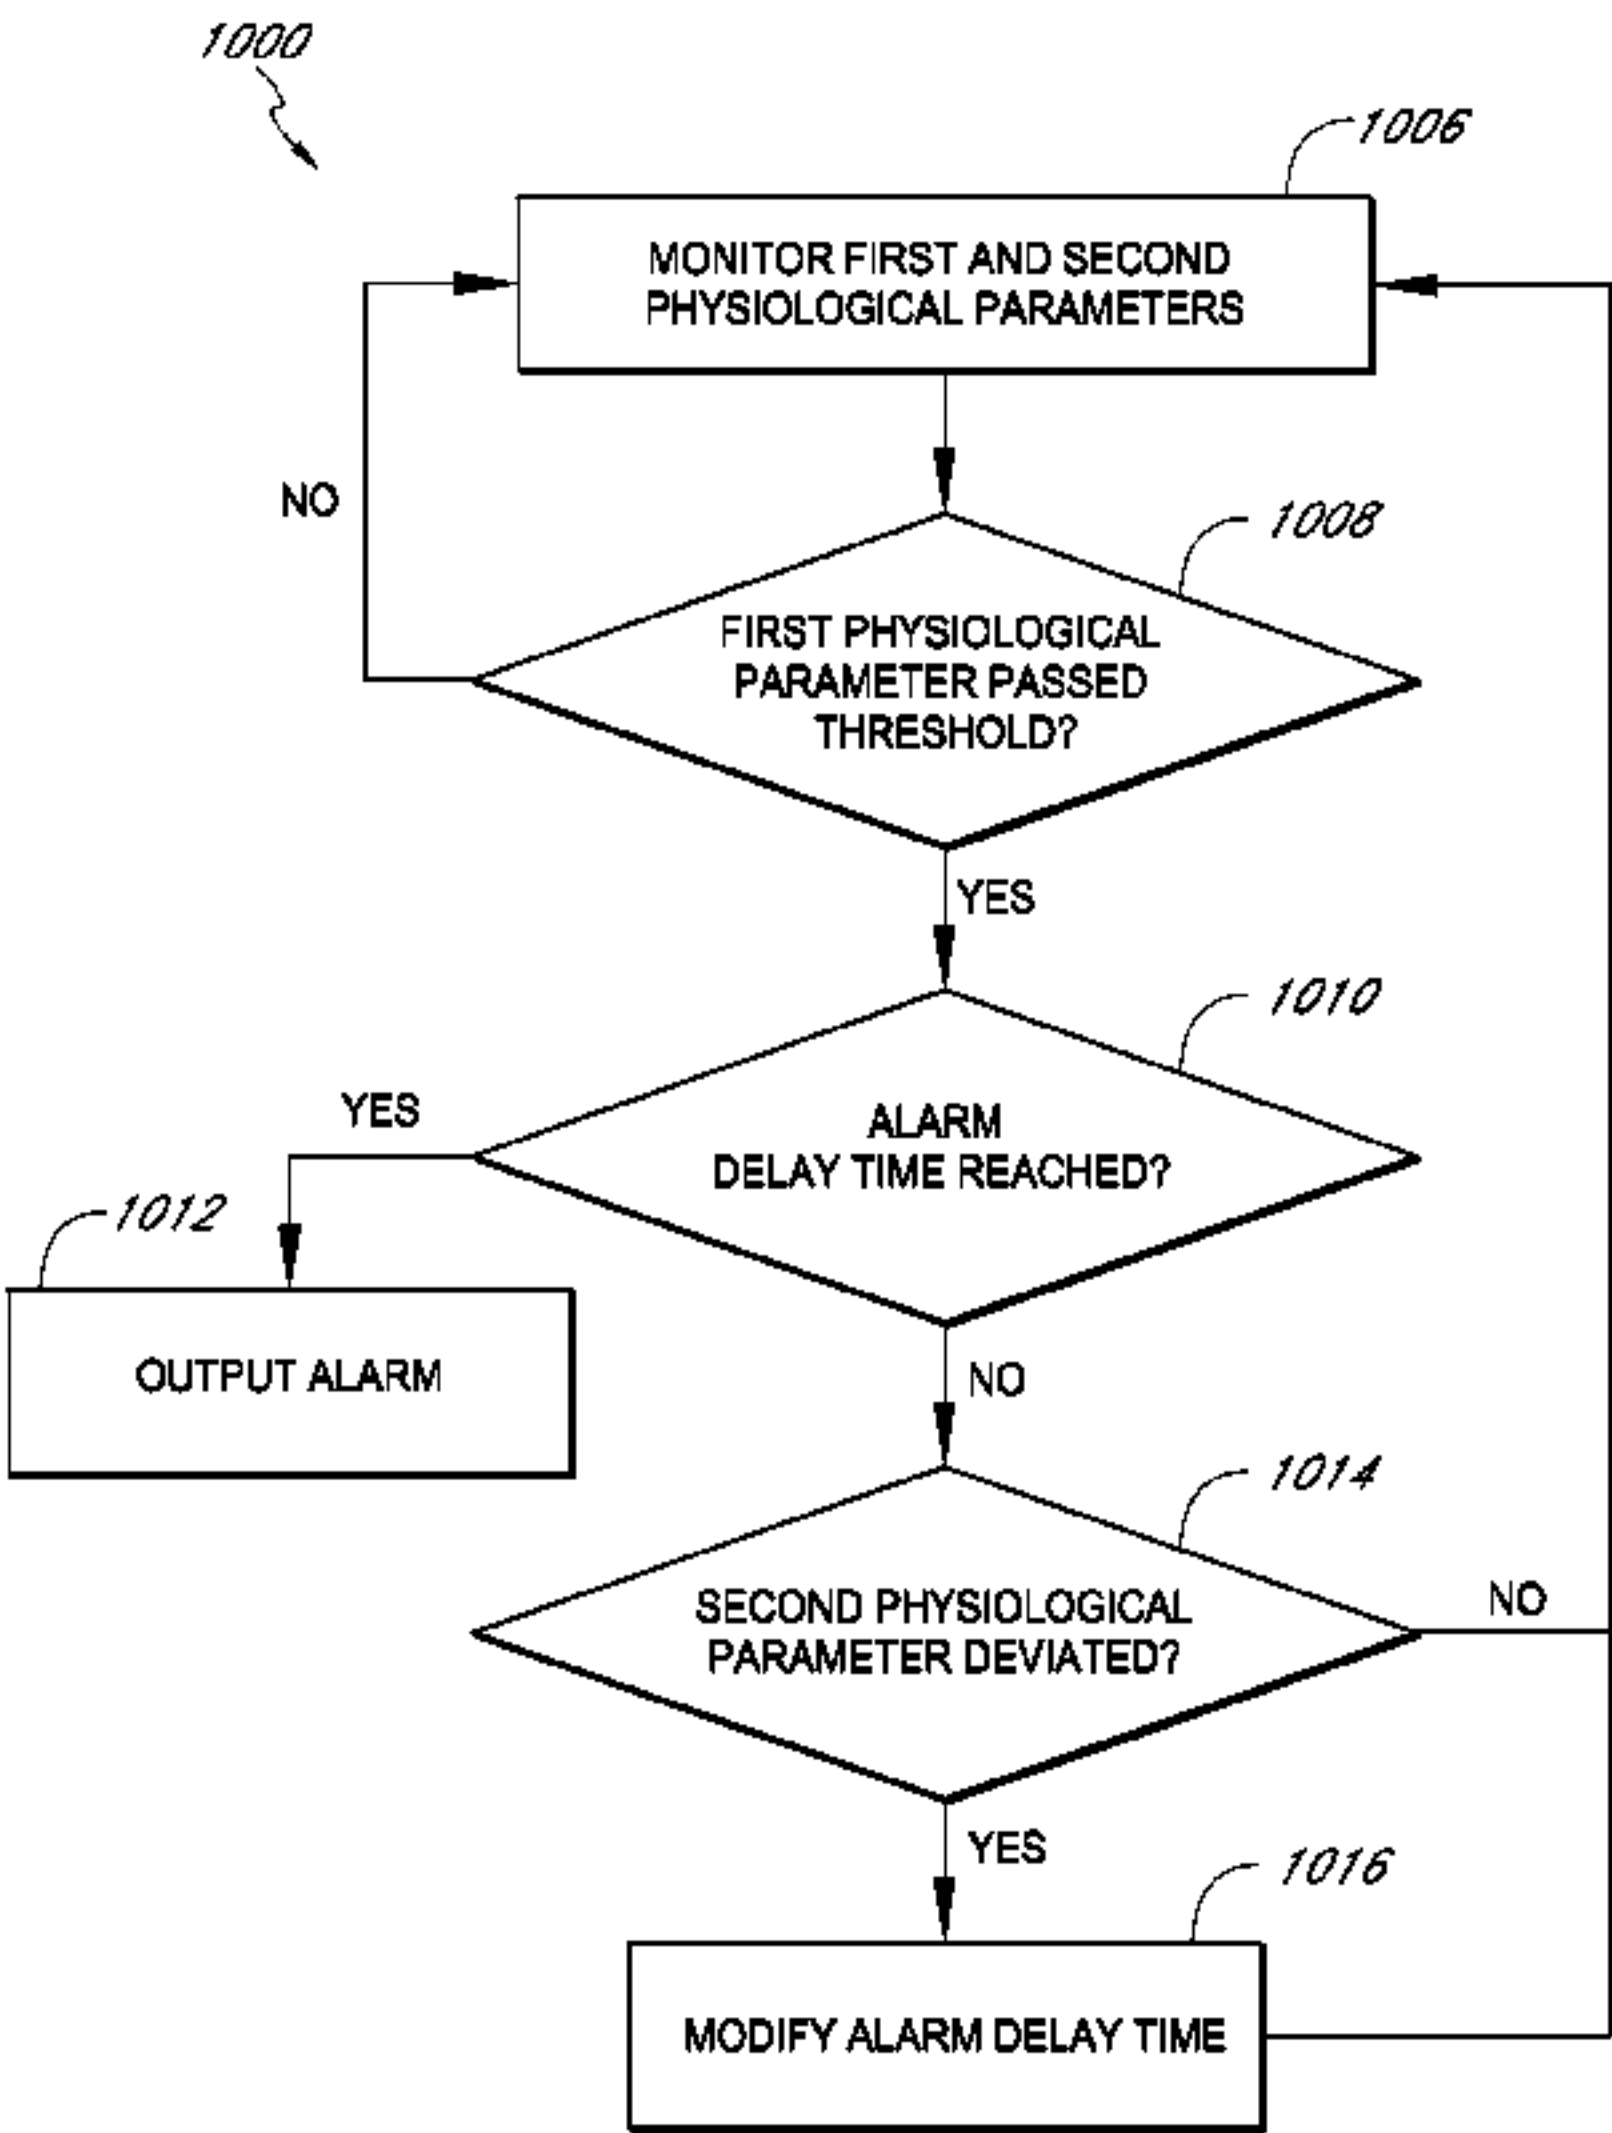 1000
1006
MONITOR FIRST AND SECOND
PHYSIOLOGICAL PARAMETERS
NO
1008
FIRST PHYSIOLOGICAL
PARAMETER PASSED
THRESHOLD?
YES
1010
YES
ALARM
DELAY TIME REACHED?
1012
OUTPUT ALARM
NO
1014
SECOND PHYSIOLOGICAL
PARAMETER DEVIATED?
NO
YES
1016
MODIFY ALARM DELAY TIME